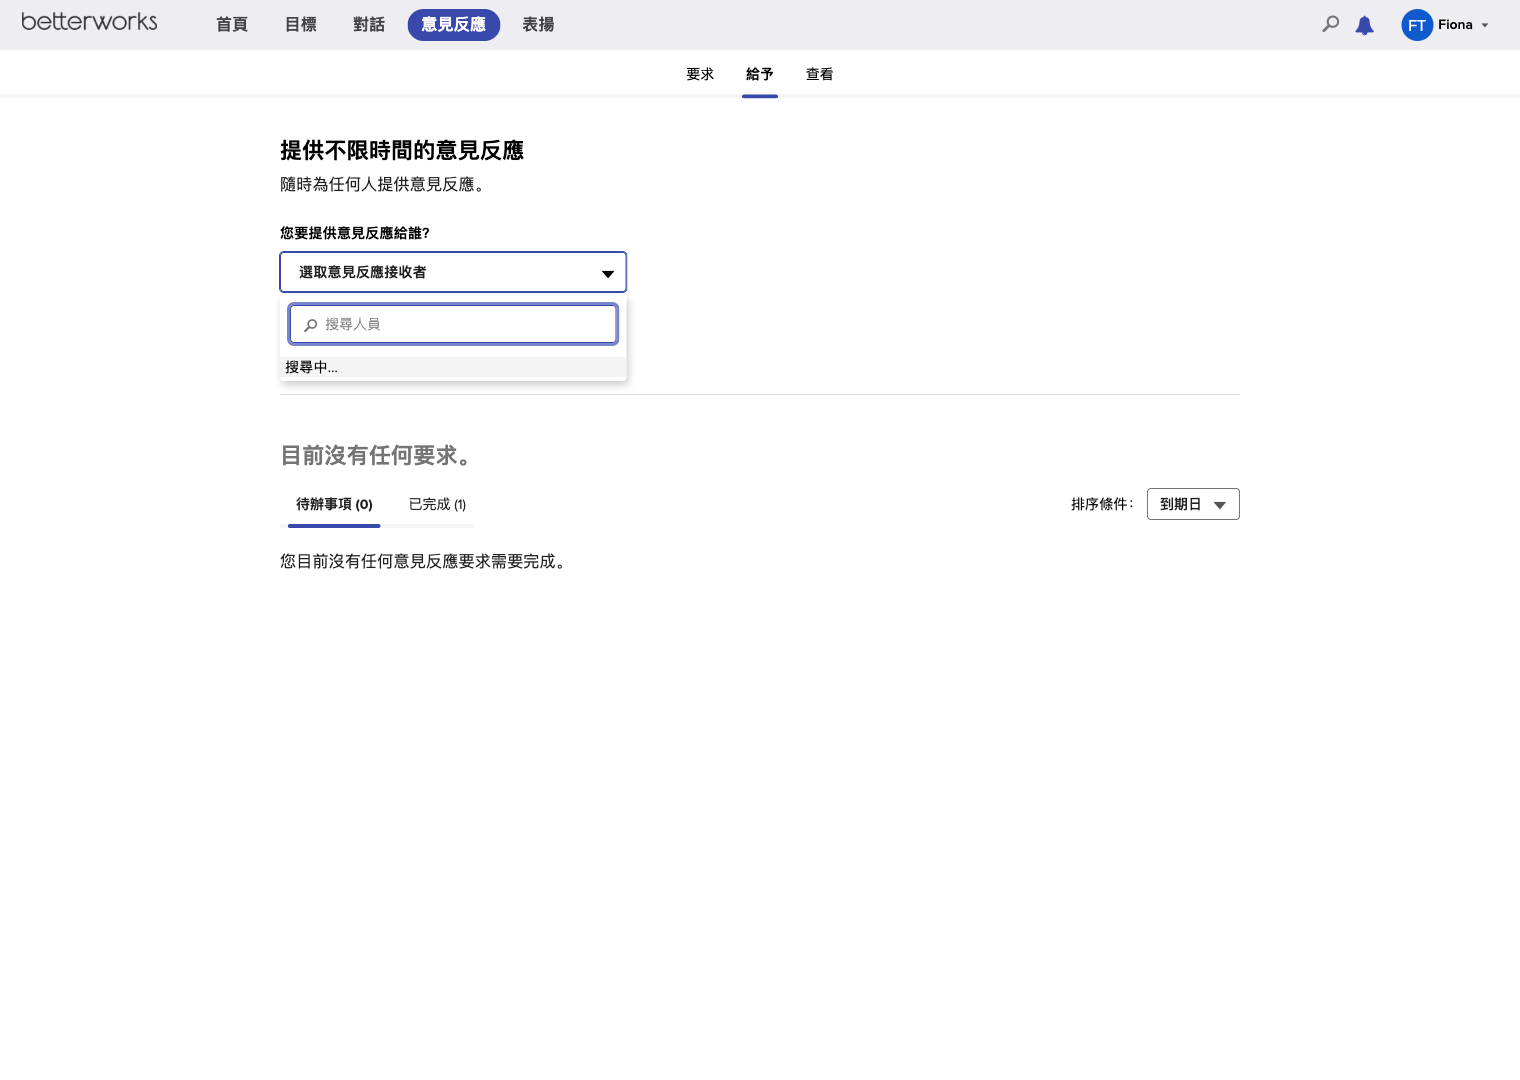 betterworks
首頁
目標
對話
意見反應
表揚
FT
Fiona
要求
給予
查看
提供不限時間的意見反應
隨時為任何人提供意見反應。
您要提供意見反應給誰?
選取意見反應接收者
搜尋人員
搜尋中...
目前沒有任何要求。
待辦事項 (0)
已完成 (1)
排序條件:
到期日
您目前沒有任何意見反應要求需要完成。